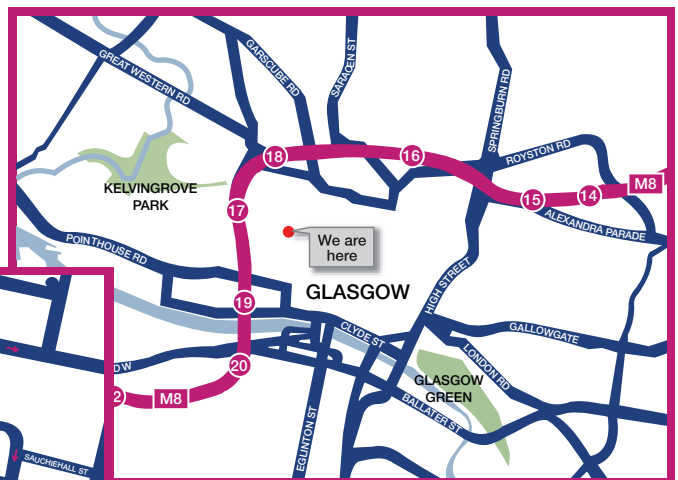 GREAT WESTERN RD
GARSCUBE RD
SARACEN ST
SPRINGBURN RD
ROYSTON RD
18
16
15
14
M8
KELVINGROVE
PARK
17
ALEXANDRA PARADE
We are
here
POINTHOUSE RD
GLASGOW
HIGH STREET
19
CLYDE ST
GALLOWGATE
LONDON RD
20
GLASGOW
GREEN
M8
BALLATER ST
EGLINTON ST
SAUCHIEHALL ST